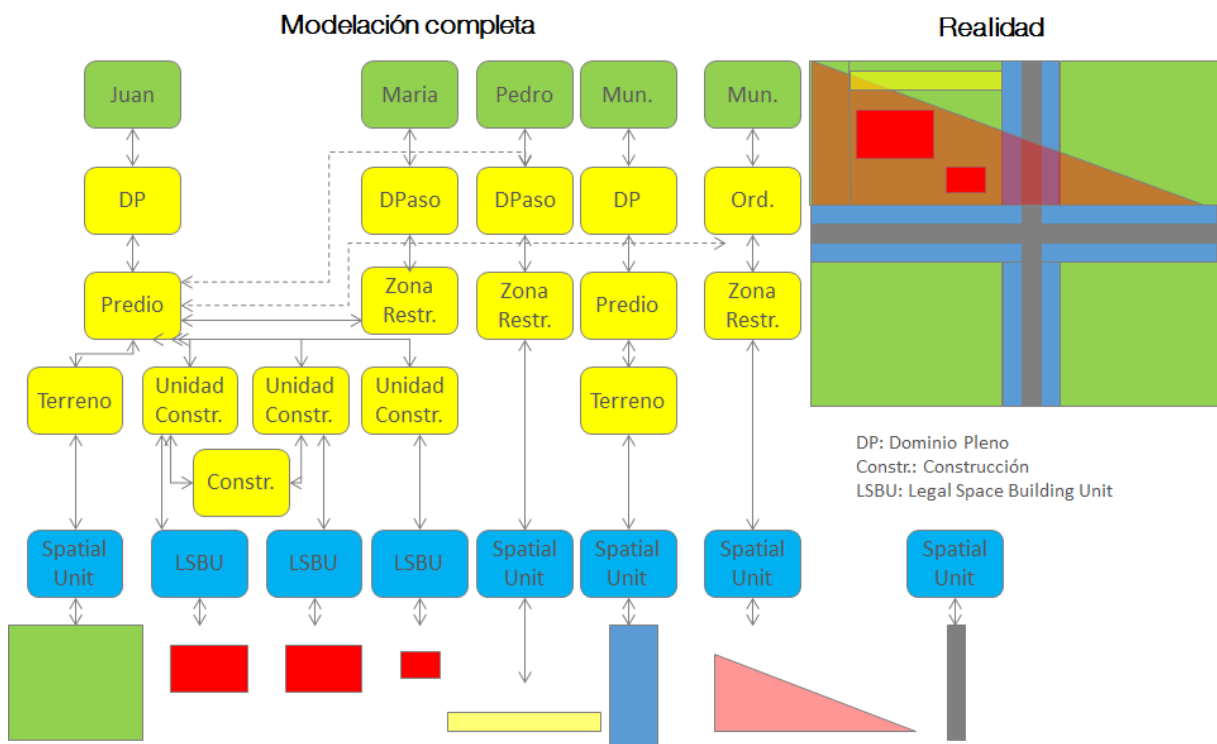 Modelación completa
Realidad
Juan
Maria
Pedro
Mun.
Mun.
DP
DPaso
DPaso
DP
Ord.
Predio
Zona
Restr.
Zona
Restr.
Predio
Zona
Restr.
Terreno
Unidad
Constr.
Unidad
Constr.
Unidad
Constr.
Terreno
Constr.
DP: Dominio Pleno
Constr.: Construcción
LSBU: Legal Space Building Unit
Spatial
Unit
LSBU
LSBU
LSBU
Spatial
Unit
Spatial
Unit
Spatial
Unit
Spatial
Unit